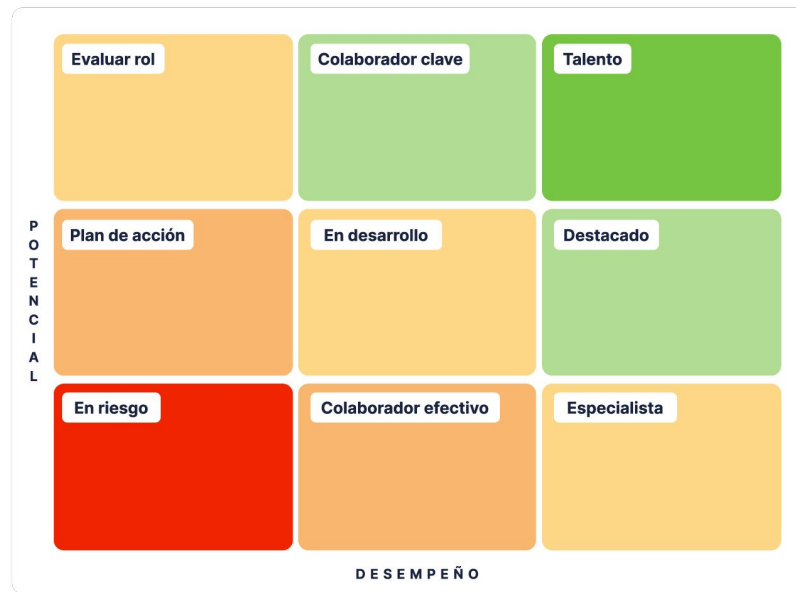 Evaluar rol
Colaborador clave
Talento
POTENCIAL
Plan de acción
En desarrollo
Destacado
En riesgo
Colaborador efectivo
Especialista
DESEMPEÑO